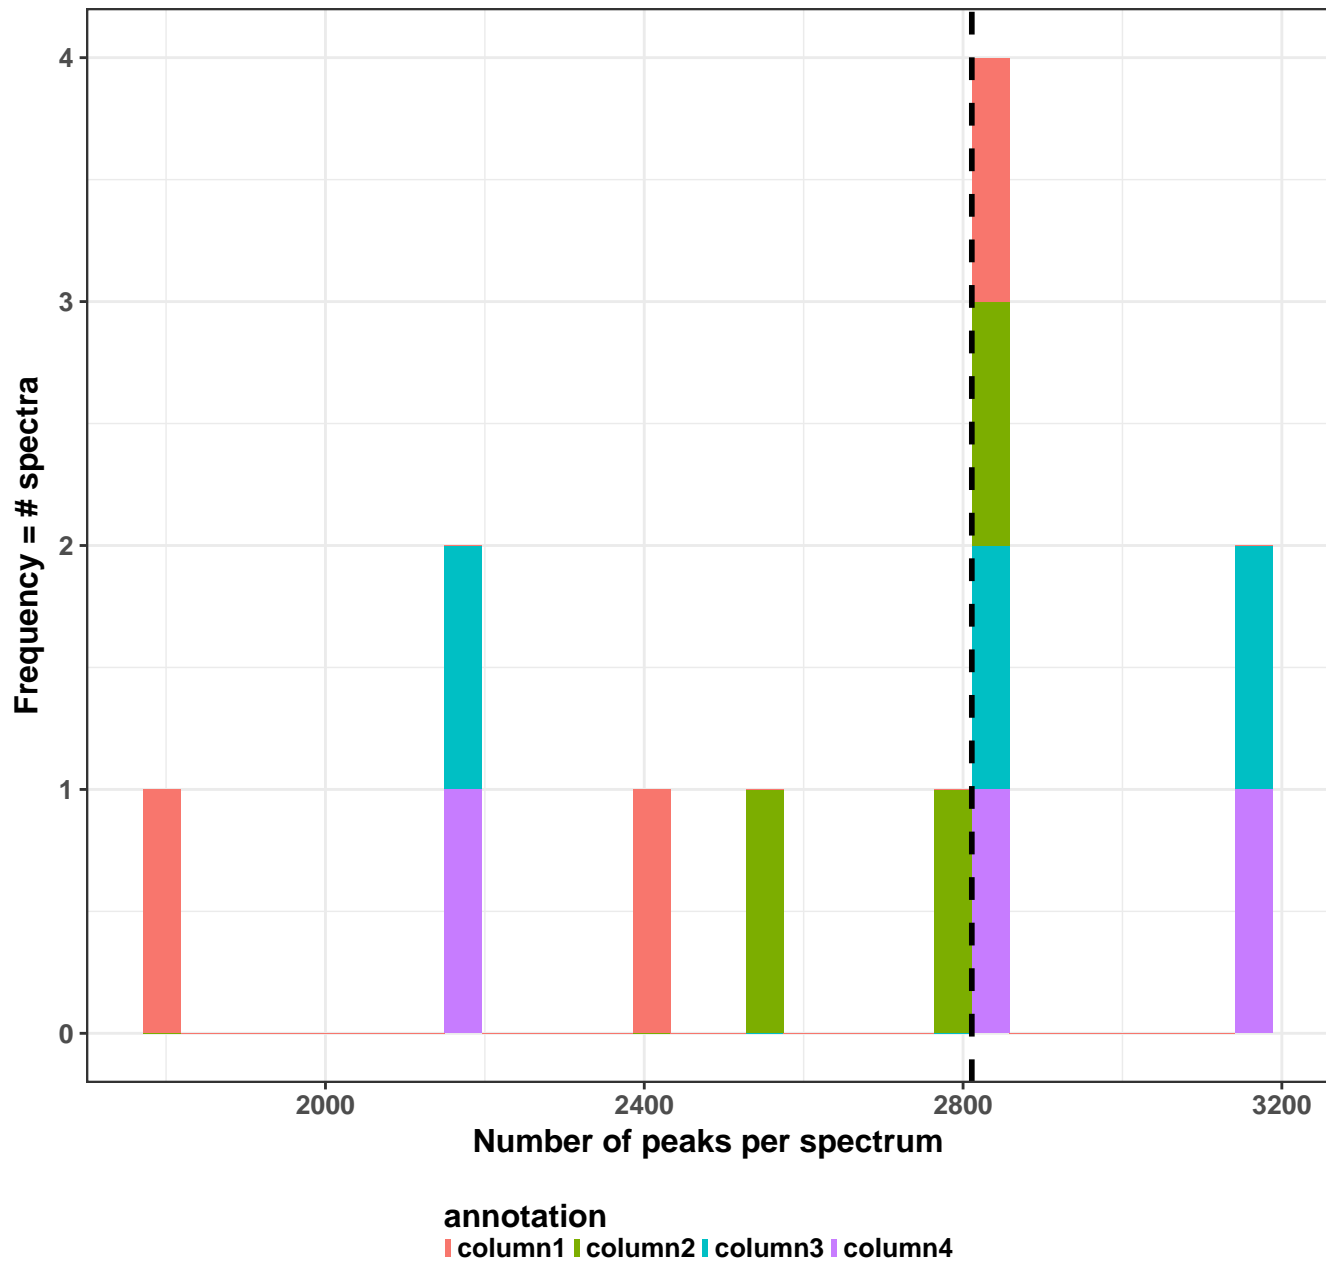 4
3
2
1
0
Frequency = # spectra
2000 2400 2800 3200
Number of peaks per spectrum
annotation
column1 column2 column3 column4